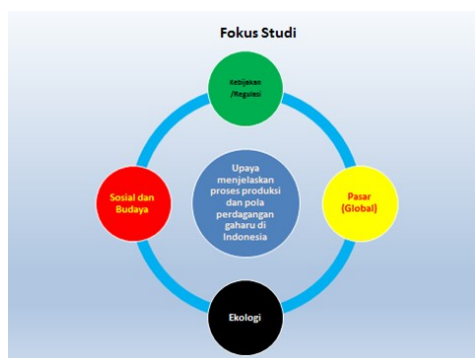 Fokus Studi
Kebijakan
/Regulasi
Sosial dan
Budaya
Upaya
menjelaskan
proses produksi
dan pola
perdagangan
gaharu di
Indonesia
Pasar
(Global)
Ekologi